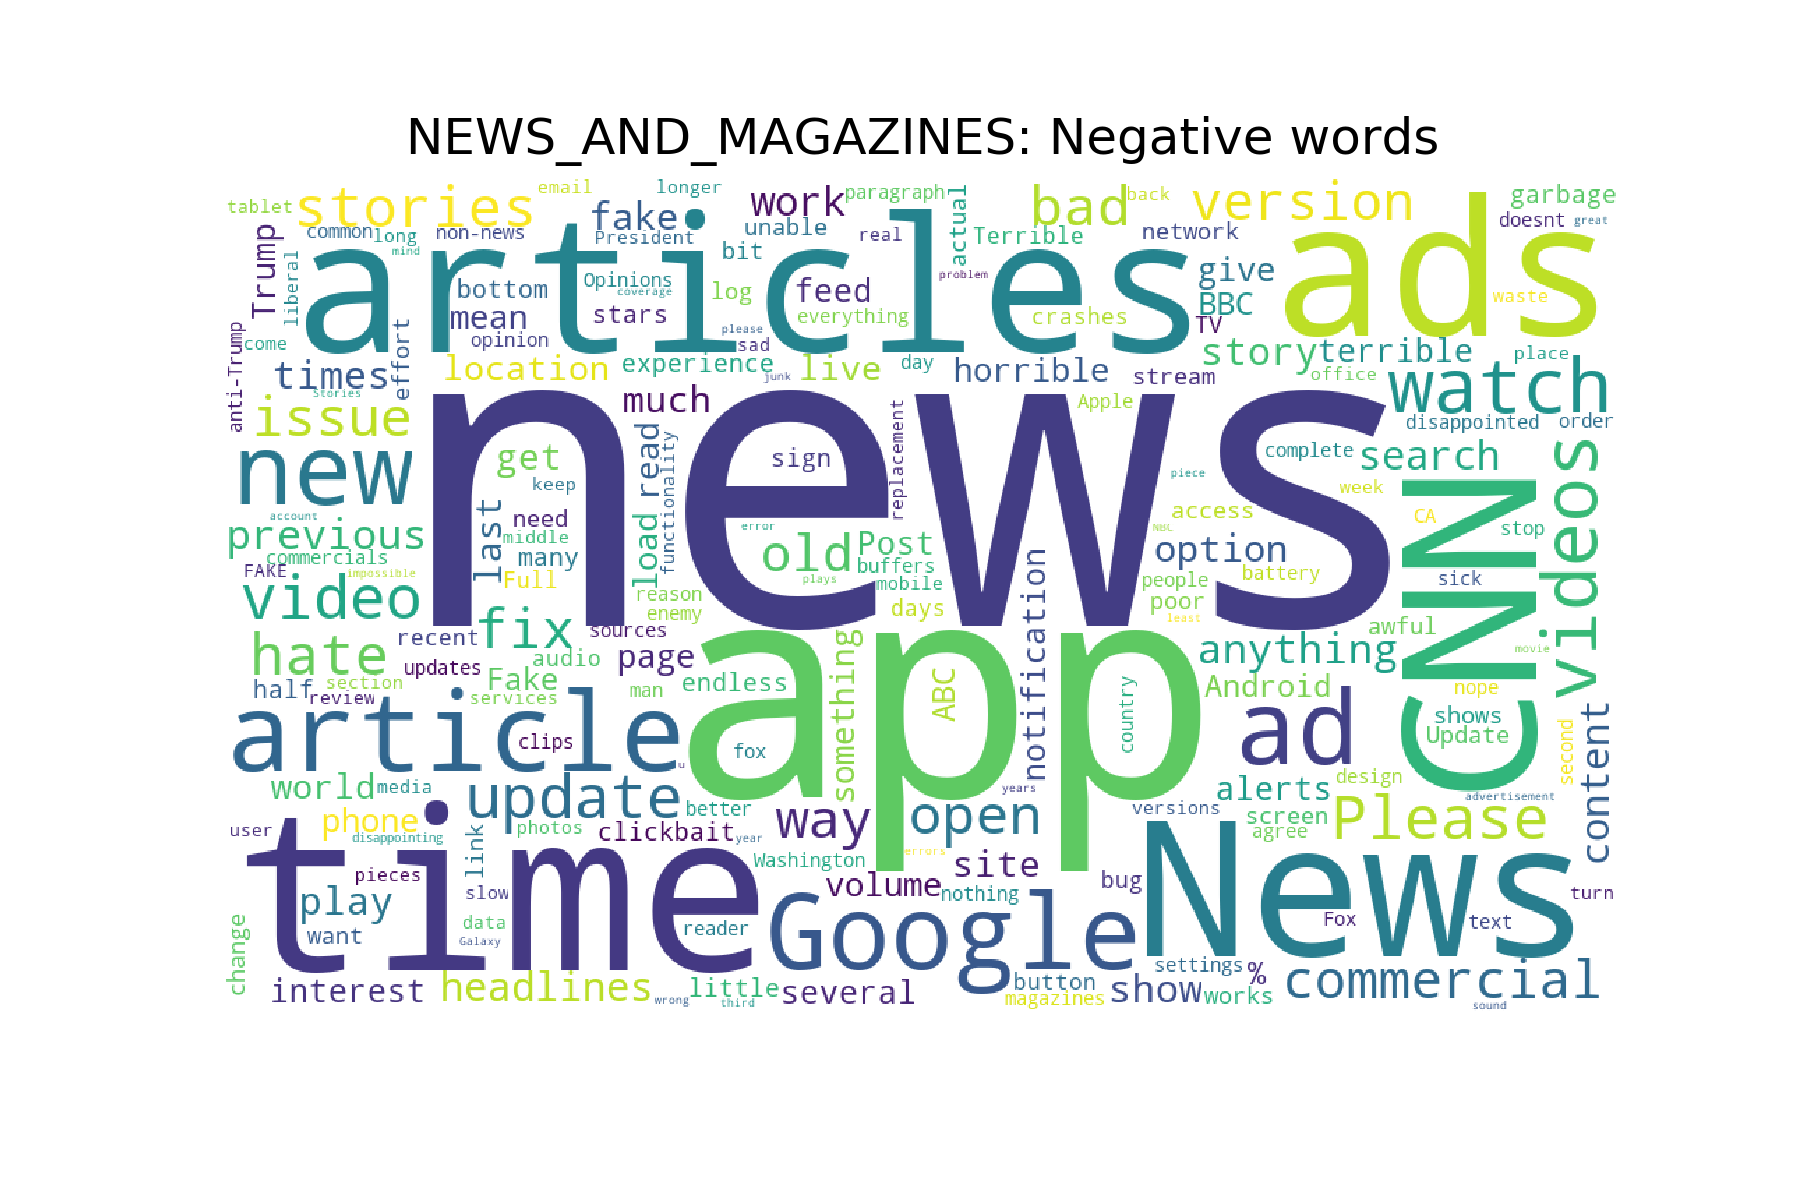 NEWS_AND_MAGAZINES: Negative words
tablet
stories
email
longer
work
paragraph
actual
bad
back
version
garbage
doesnt
great
fake
common
long
mind
non-news
President
unable
real
Terrible
network
Trump
liberal
articles
ads
bit
problem
give
BBC
waste
bottom
Opinions
coverage
log
feed
mean
stars
everything
crashes
TV
anti-Trump
come
effort
opinion
please
sad
story
terrible
place
times
Stories
location
experience
junk
live
day
horrible
stream
office
watch
issue
much
Apple
disappointed
order
news
new
get
keep
read
load
functionality
sign
replacement
complete
search
piece
week
videos
account
previous
commercials
last
need
middle
many
error
old
Post
buffers
mobile
plays
access
NBC
option
CA
stop
CNN
FAKE
impossible
Full
reason
enemy
days
notification
people
poor
battery
sick
least
video
fix
recent
sources
awful
hate
updates
audio
page
something
anything
movie
half
section
review
Fake
services
man
endless
ABC
app
country
Android
nope
article
clips
u
fox
ad
shows
Update
second
content
world
media
update
better
years
alerts
design
advertisement
user
phone
disappointing
link
photos
clickbait
year
way
open
versions
screen
agree
Please
time
pieces
Washington
errors
site
volume
nothing
bug
News
turn
play
slow
want
data
Galaxy
reader
Google
Fox
text
change
interest
headlines
wrong
little
third
several
button
magazines
settings
show
works
%
commercial
sound